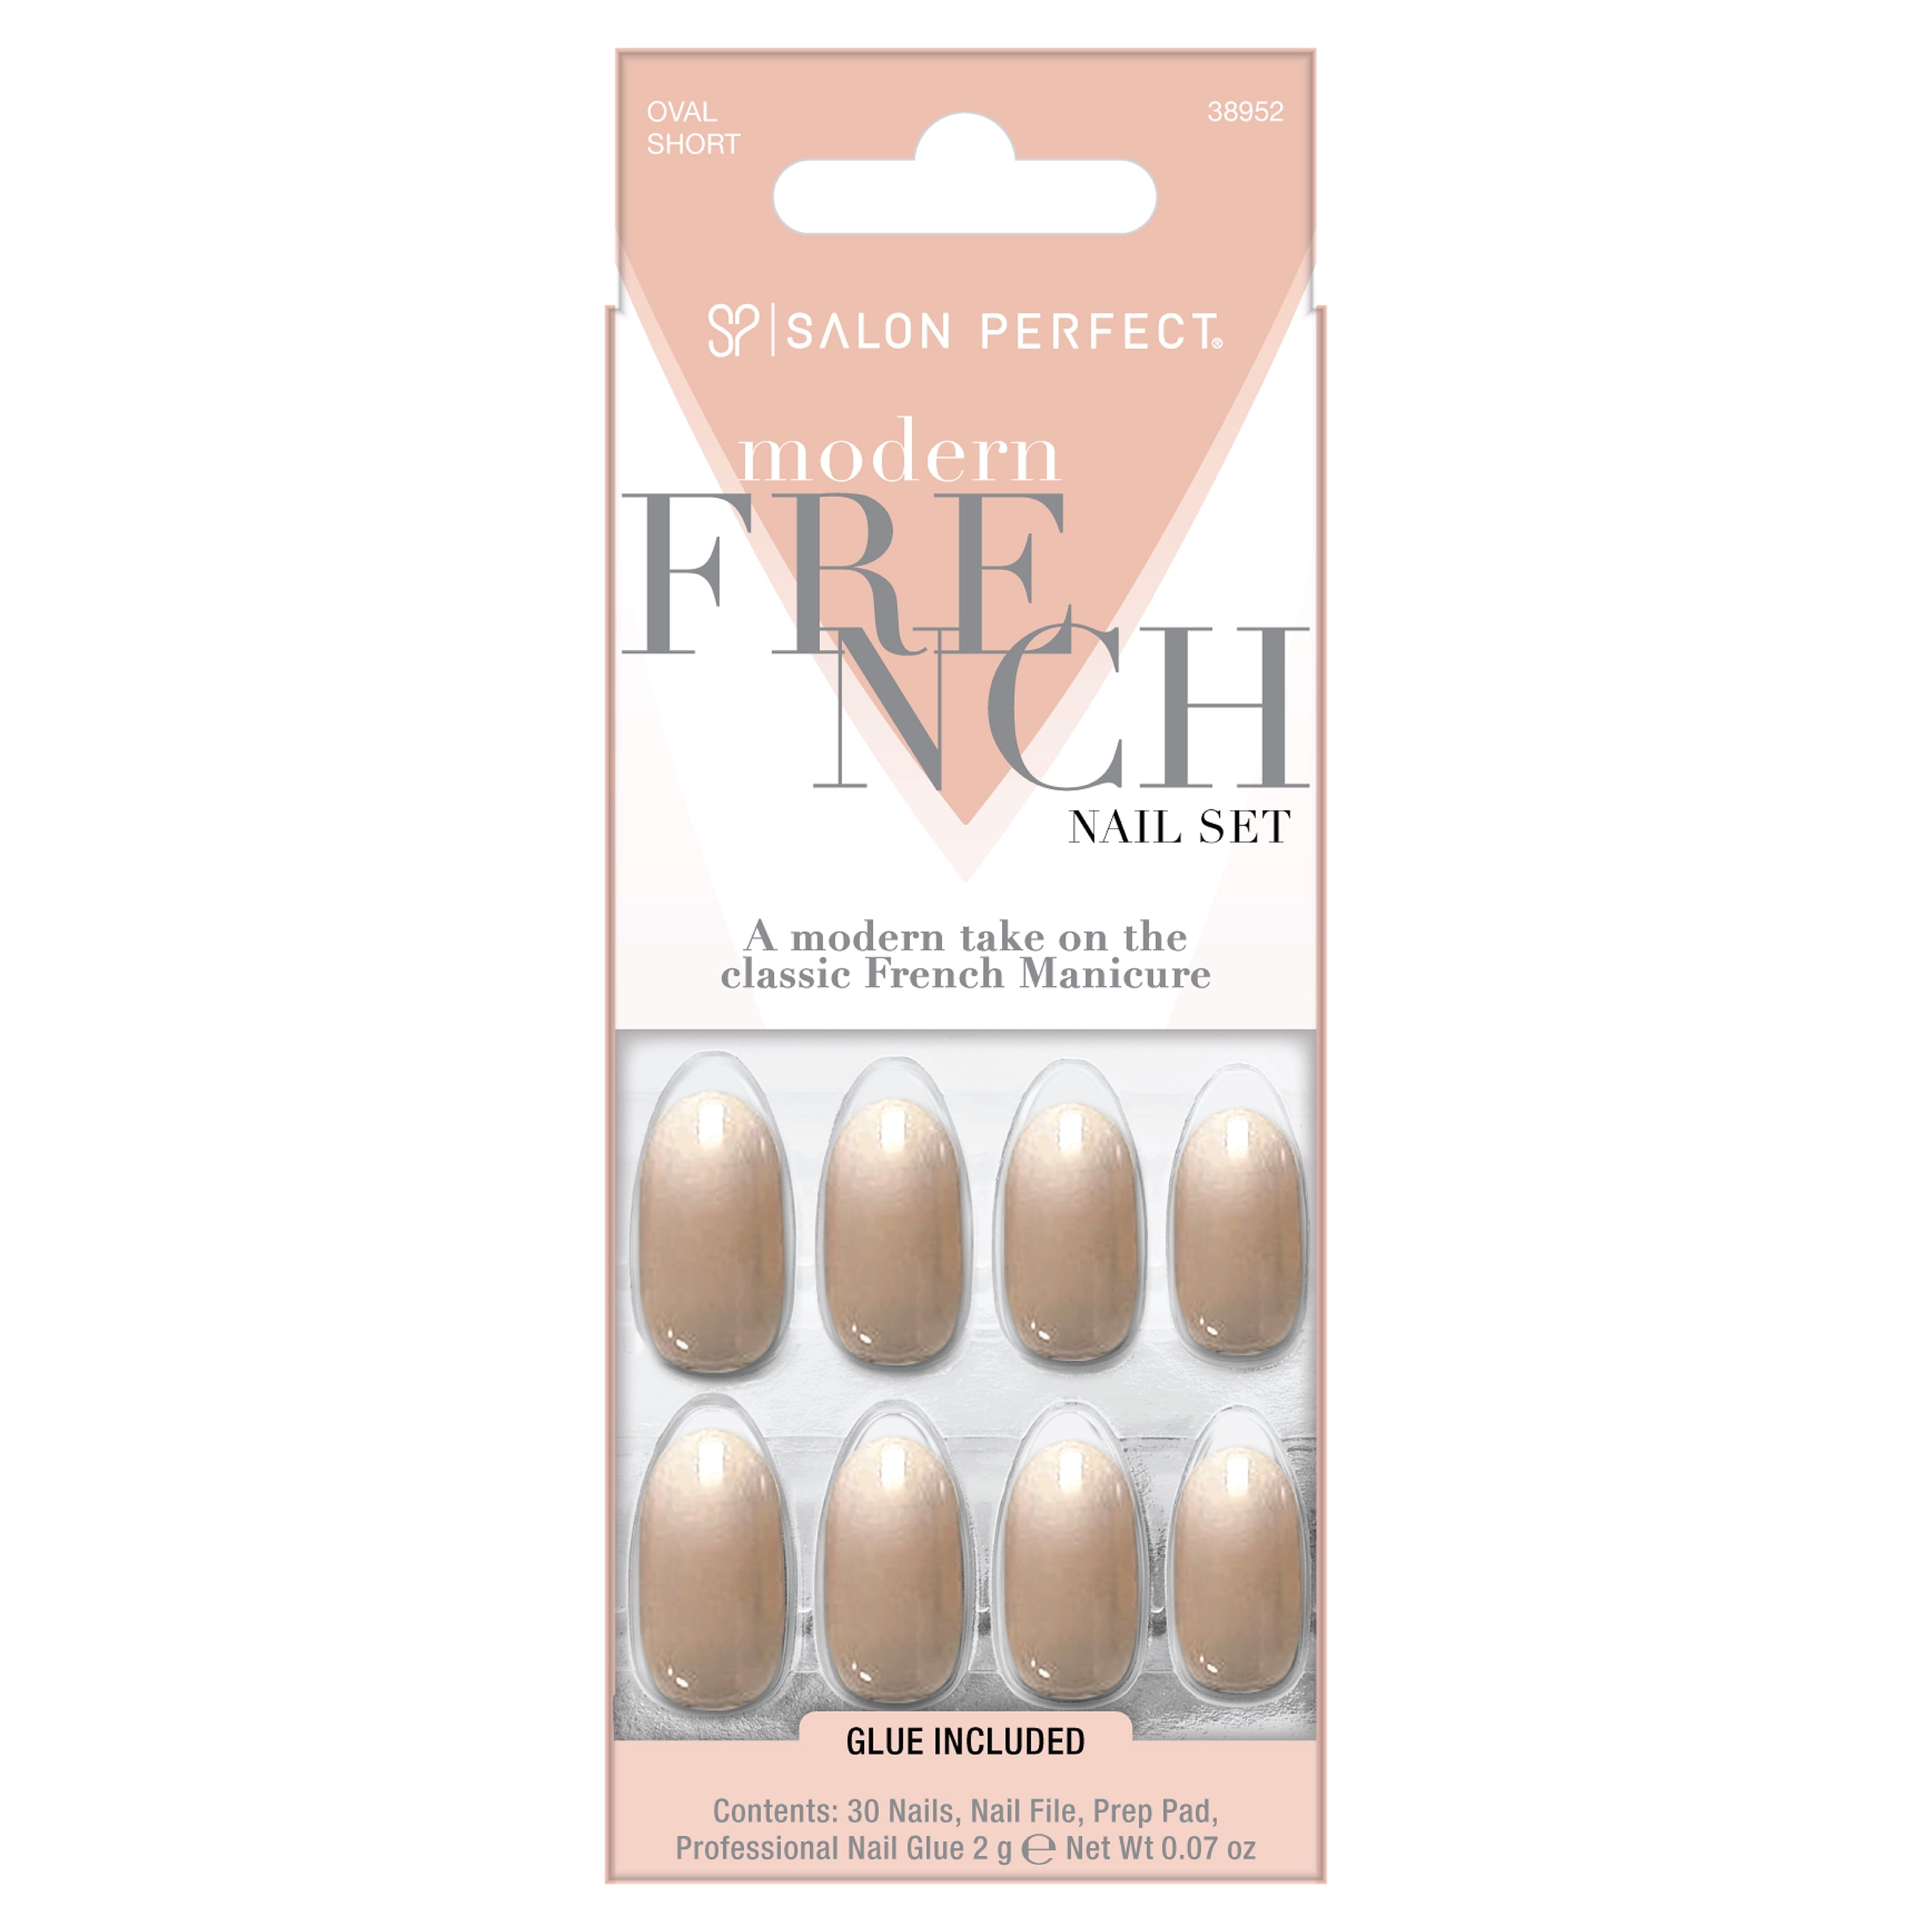 OVAL
SHORT
38952
SP | SALON PERFECT®
modern
FRE
NCH
NAIL SET
A modern take on the
classic French Manicure
GLUE INCLUDED
Contents: 30 Nails, Nail File, Prep Pad,
Professional Nail Glue 2 g ℮ Net Wt 0.07 oz